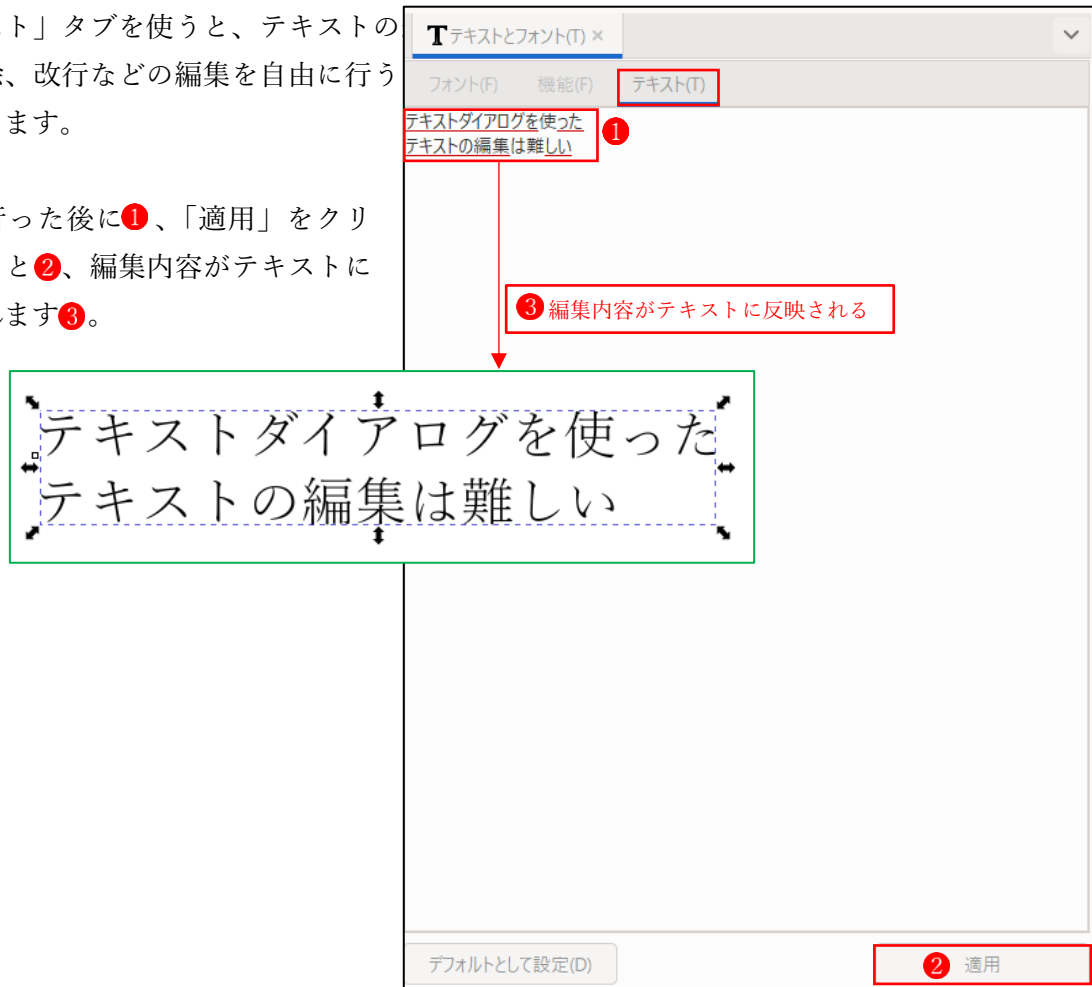 ト」タブを使うと、テキストの
、改行などの編集を自由に行う
ます。
った後に❶、「適用」をクリ
と❷、編集内容がテキストに
ます❸。
テキストとフォント(T) ×
フォント(F) 機能(F) テキスト(T)
テキストダイアログを使った
テキストの編集は難しい
❶
❸ 編集内容がテキストに反映される
テキストダイアログを使った
テキストの編集は難しい
デフォルトとして設定(D)
❷ 適用